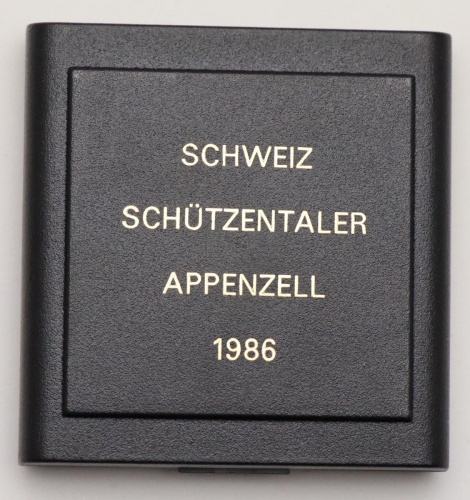 SCHWEIZ
SCHÜTZENTALER
APPENZELL
1986